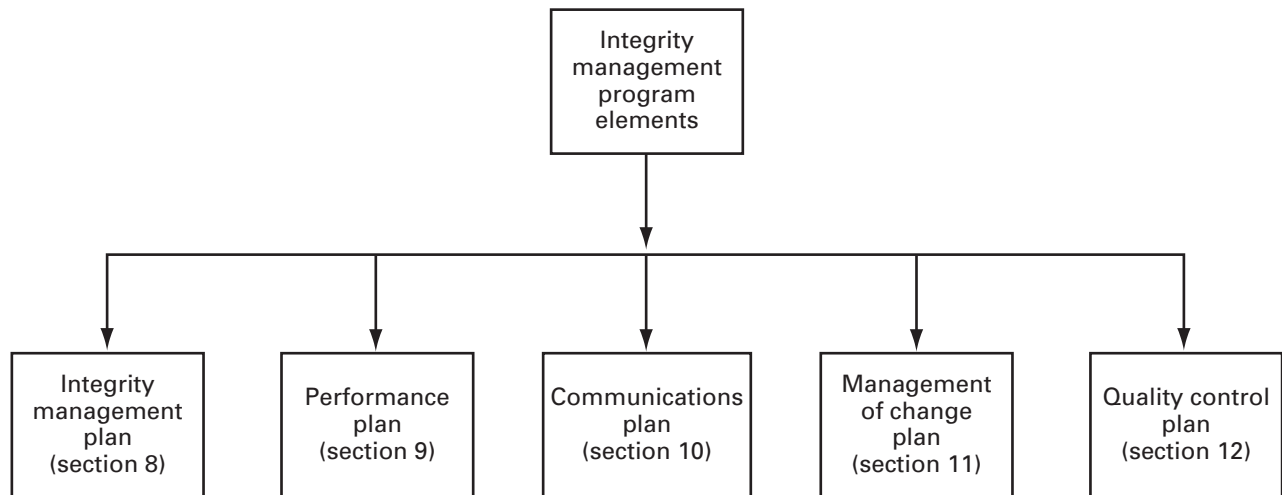 Integrity
management
program
elements
Integrity
management
plan
(section 8)
Performance
plan
(section 9)
Communications
plan
(section 10)
Management
of change
plan
(section 11)
Quality control
plan
(section 12)